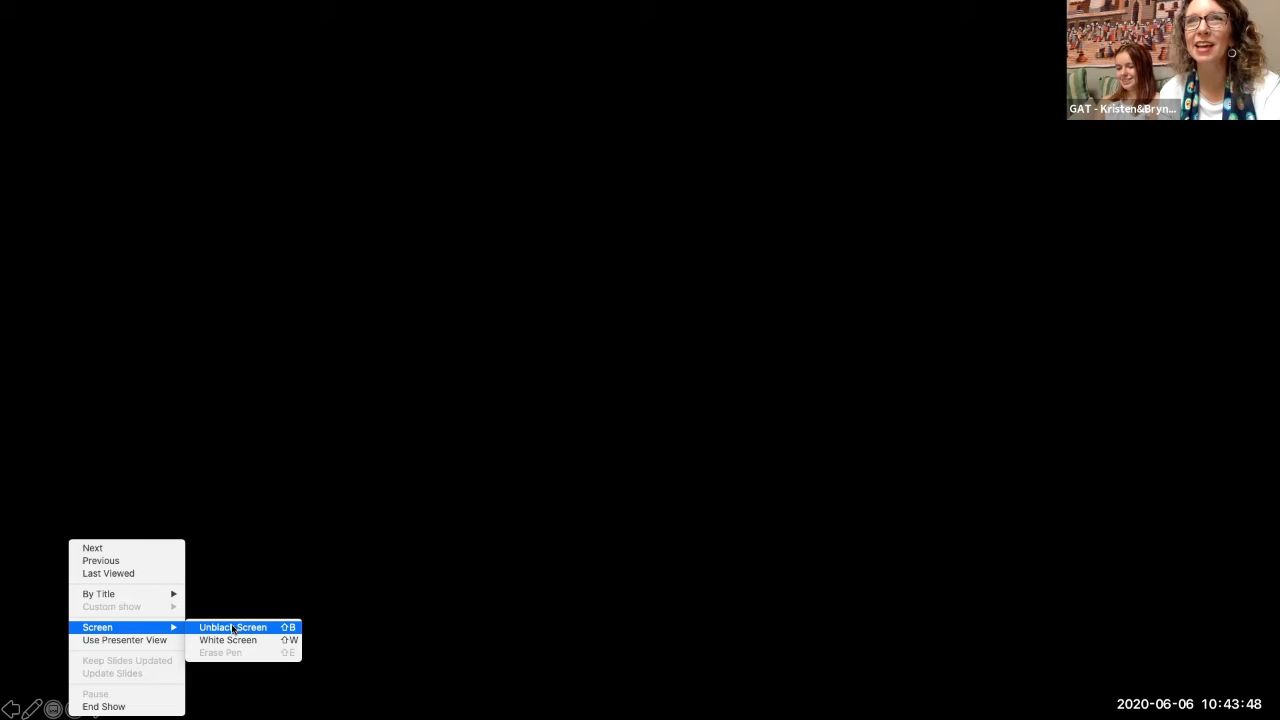 GAT - Kristen&Bryn...
Next
Previous
Last Viewed
By Title
Custom show
Screen
Unblack Screen ⇧B
Use Presenter View
White Screen ⇧W
Erase Pen ⇧E
Keep Slides Updated
Update Slides
Pause
End Show
2020-06-06 10:43:48